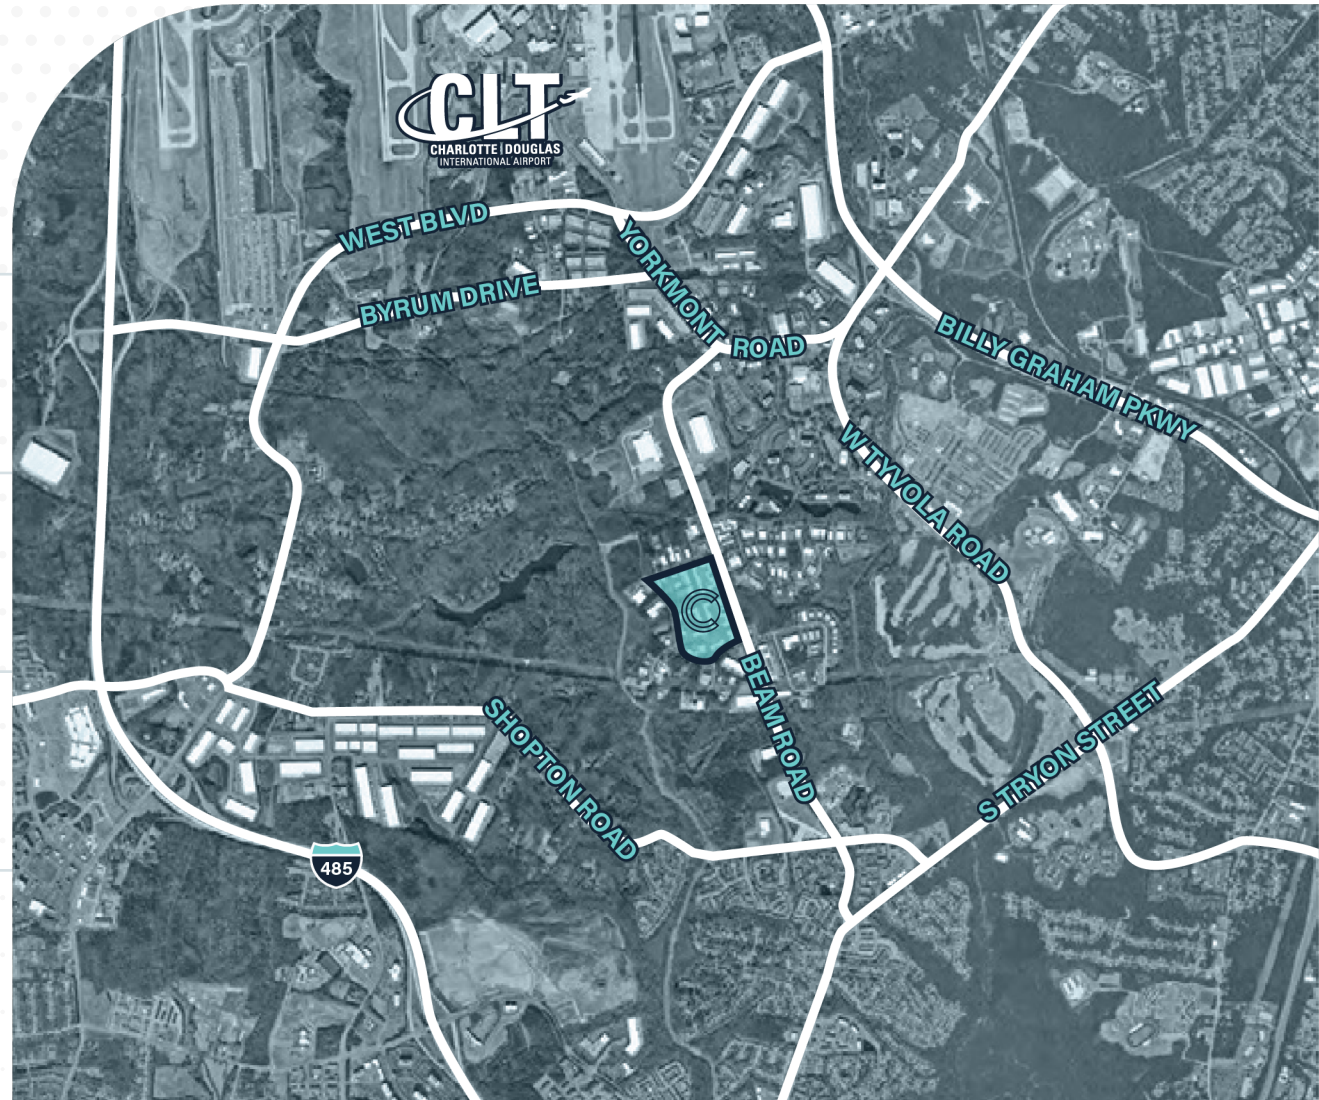 CLT
CHARLOTTE DOUGLAS
INTERNATIONAL AIRPORT
WEST BLVD
YORKMONT ROAD
BYRUM DRIVE
BILLY GRAHAM PKWY
W TYVOLA ROAD
C
BEAM ROAD
S TRYON STREET
SHOPTON ROAD
485